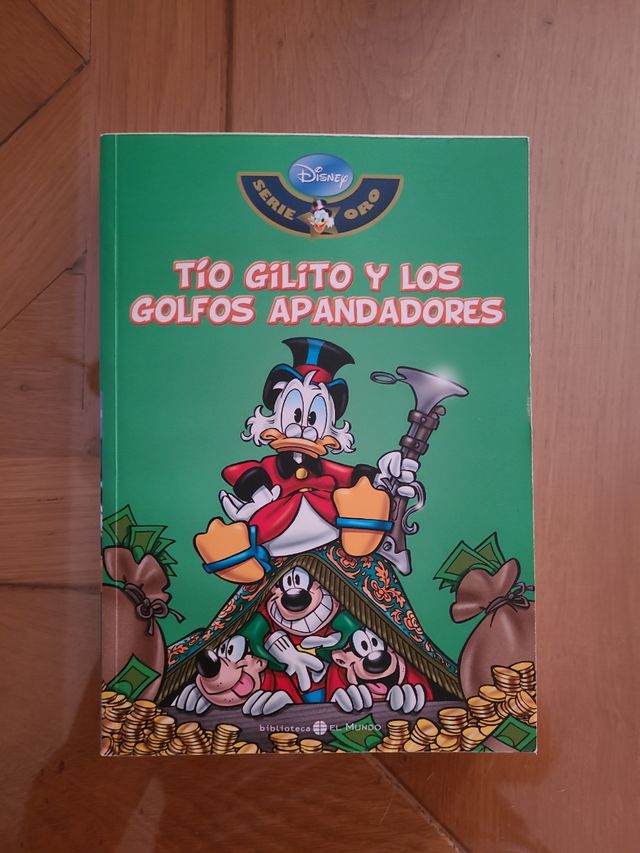 Disney
SERIE ORO
TÍO GILITO Y LOS
GOLFOS APANDADORES
biblioteca EL MUNDO